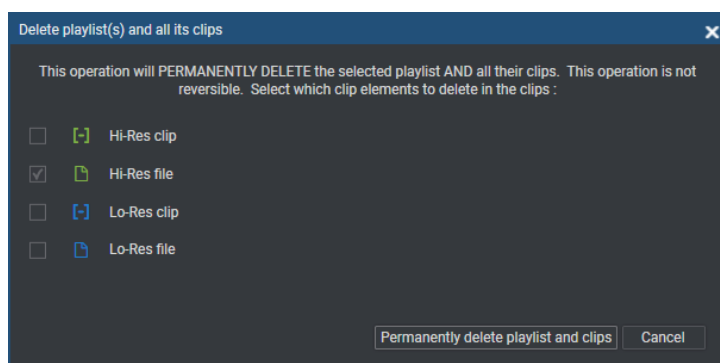 Delete playlist(s) and all its clips
This operation will PERMANENTLY DELETE the selected playlist AND all their clips. This operation is not
reversible. Select which clip elements to delete in the clips :
Hi-Res clip
Hi-Res file
Lo-Res clip
Lo-Res file
Permanently delete playlist and clips Cancel